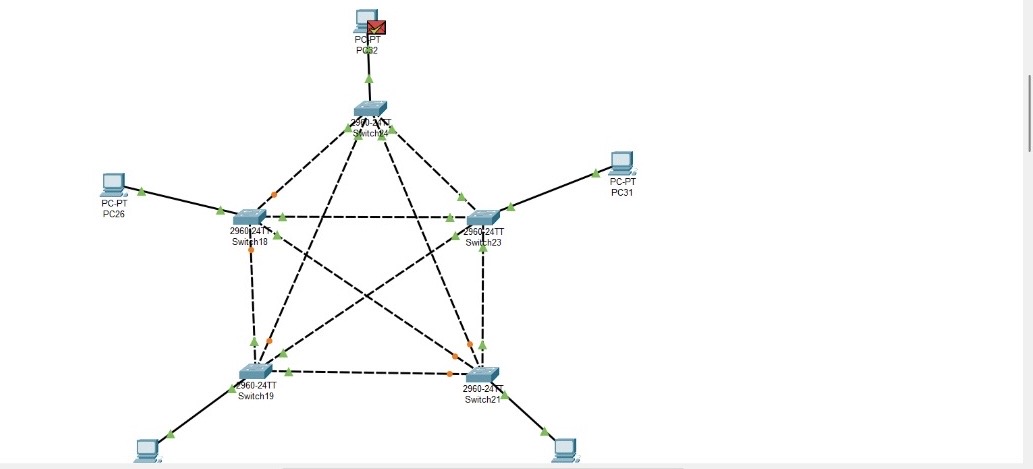 PC-PT
PC32
2960-24TT
Switch24
PC-PT
PC31
PC-PT
PC26
2960-24TT
Switch18
2960-24TT
Switch23
2960-24TT
Switch19
2960-24TT
Switch21